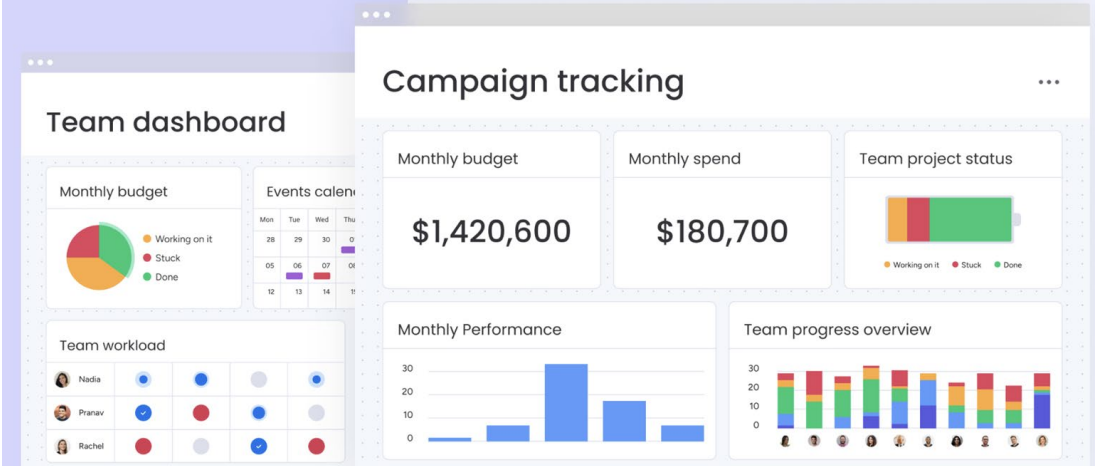 Team dashboard
Monthly budget
Working on it
Stuck
Done
Events calen
Mon Tue Wed Thu
28 29 30
05 06 07
12 13 14
Team workload
Nadia
Pranav
Rachel
Campaign tracking
Monthly budget
$1,420,600
Monthly spend
$180,700
Team project status
Working on it Stuck Done
Monthly Performance
30
20
10
0
Team progress overview
30
20
10
0